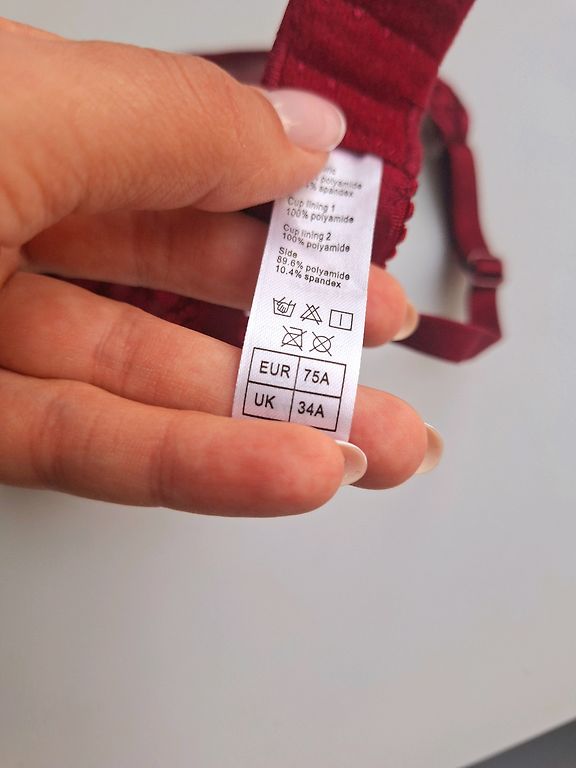 polyamide
% spandex
Cup lining 1
100% polyamide
Cup lining 2
100% polyamide
Side
89.6% polyamide
10.4% spandex
EUR 75A
UK 34A